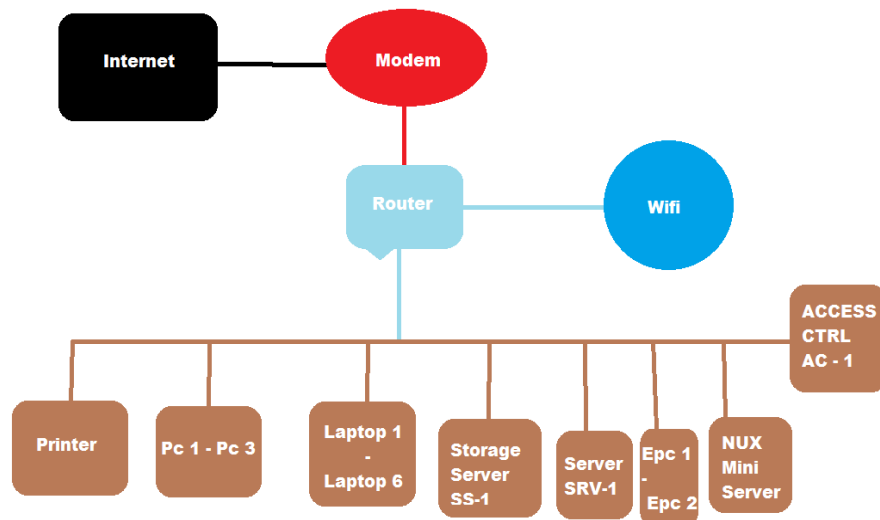 Internet
Modem
Router
Wifi
ACCESS
CTRL
AC - 1
Printer
Pc 1 - Pc 3
Laptop 1
-
Laptop 6
Storage
Server
SS-1
Server
SRV-1
Epc 1
-
Epc 2
NUX
Mini
Server